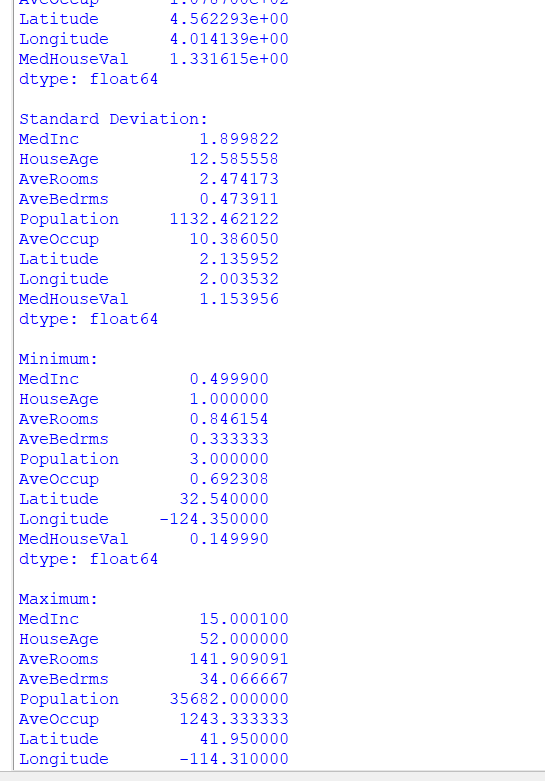 AveOccup 1.078700e+02
Latitude 4.562293e+00
Longitude 4.014139e+00
MedHouseVal 1.331615e+00
dtype: float64
Standard Deviation:
MedInc 1.899822
HouseAge 12.585558
AveRooms 2.474173
AveBedrms 0.473911
Population 1132.462122
AveOccup 10.386050
Latitude 2.135952
Longitude 2.003532
MedHouseVal 1.153956
dtype: float64
Minimum:
MedInc 0.499900
HouseAge 1.000000
AveRooms 0.846154
AveBedrms 0.333333
Population 3.000000
AveOccup 0.692308
Latitude 32.540000
Longitude -124.350000
MedHouseVal 0.149990
dtype: float64
Maximum:
MedInc 15.000100
HouseAge 52.000000
AveRooms 141.909091
AveBedrms 34.066667
Population 35682.000000
AveOccup 1243.333333
Latitude 41.950000
Longitude -114.310000